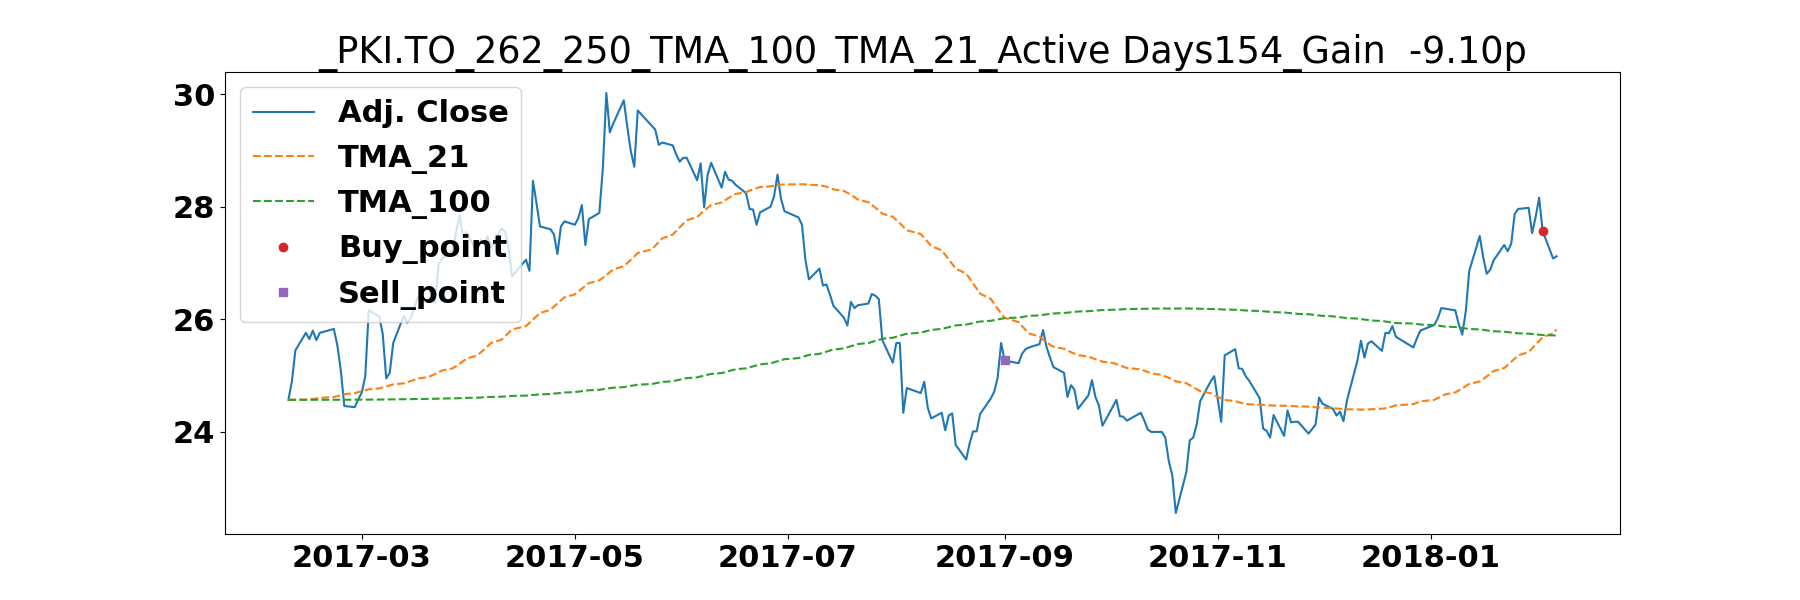 _PKI.TO_262_250_TMA_100_TMA_21_Active Days154_Gain  -9.10p
30
28
26
24
Adj. Close
TMA_21
TMA_100
Buy_point
Sell_point
2017-03 2017-05 2017-07 2017-09 2017-11 2018-01